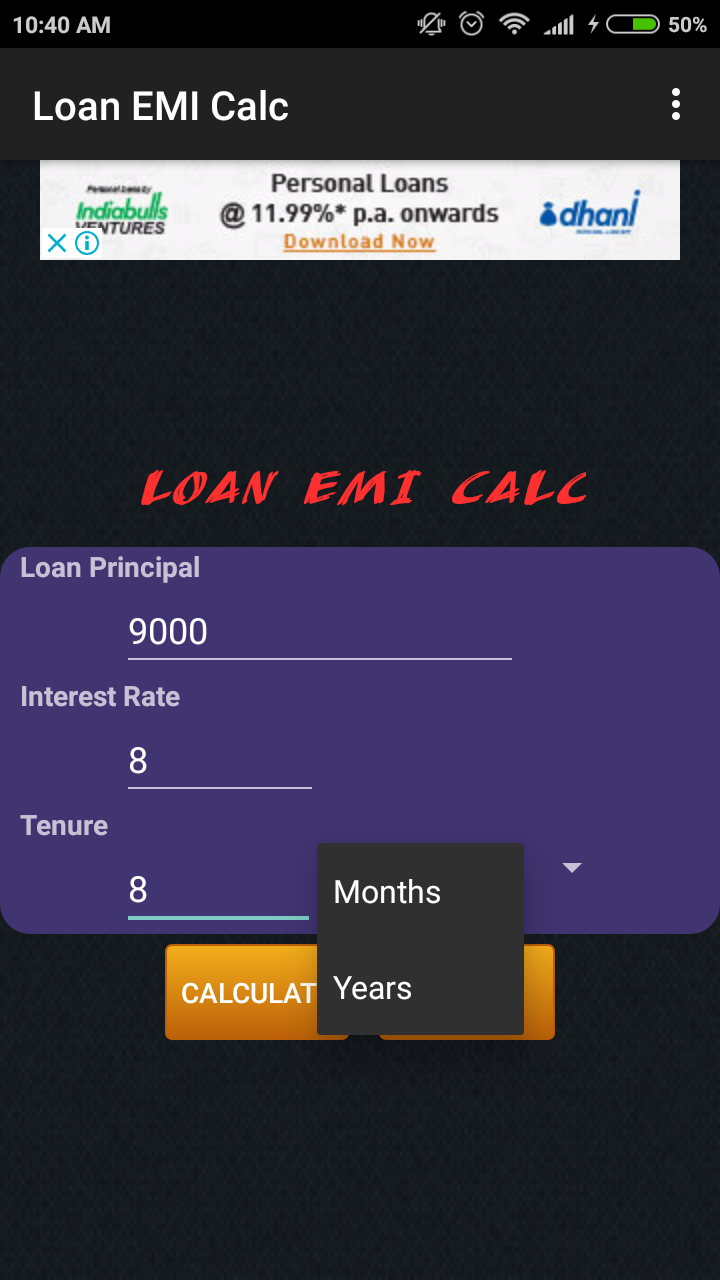 10:40 AM
50%
Loan EMI Calc
Personal Loans by
Indiabulls
VENTURES
Personal Loans
@ 11.99%* p.a. onwards
Download Now
dhani
LOAN EMI CALC
Loan Principal
9000
Interest Rate
8
Tenure
8
Months
Years
CALCULAT